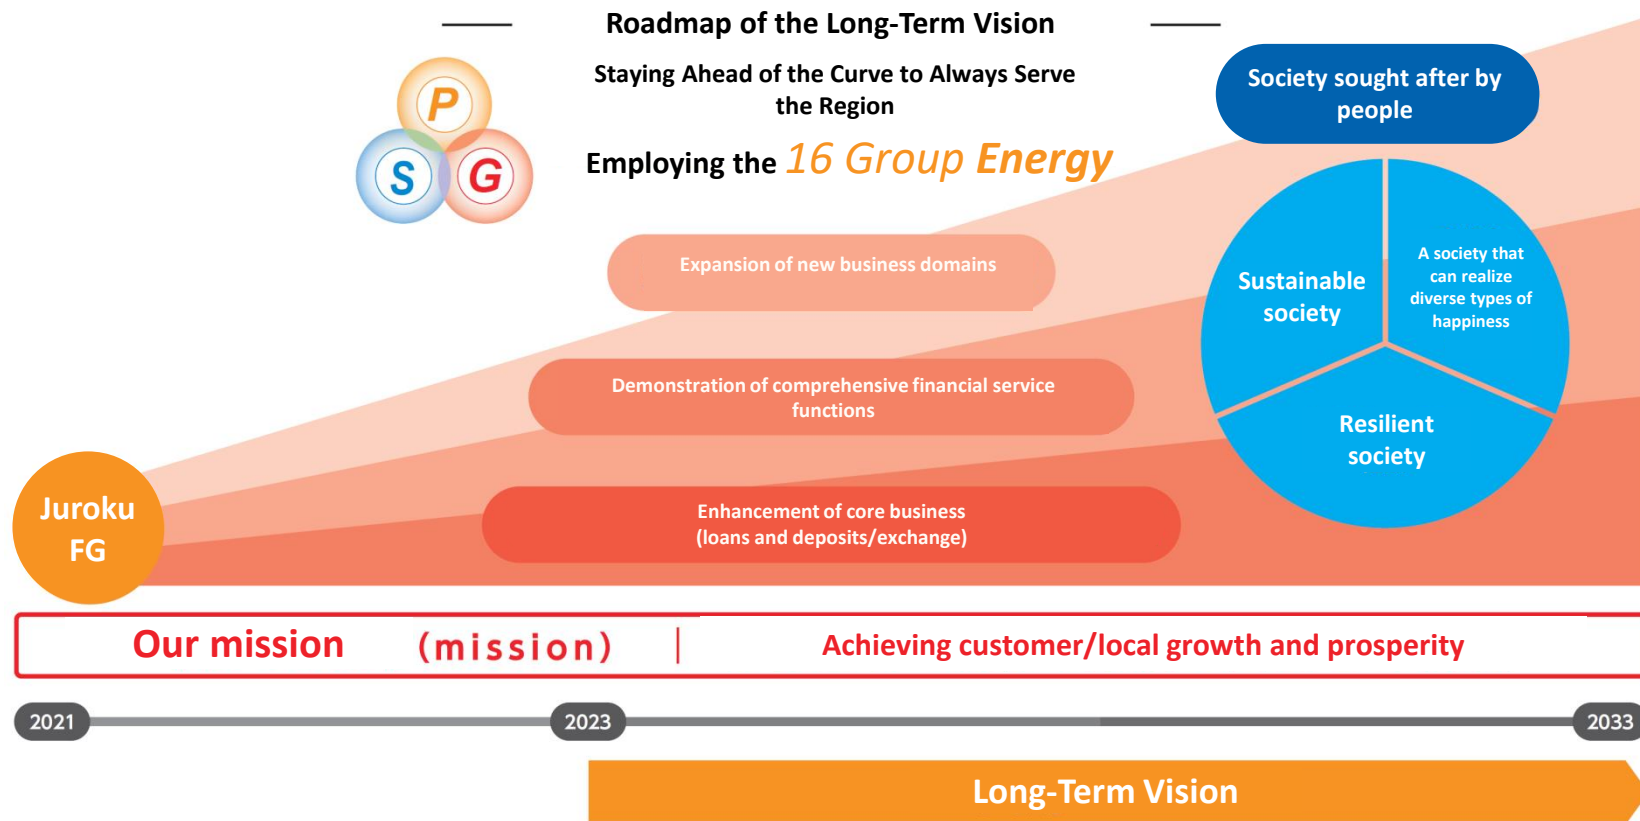 Roadmap of the Long-Term Vision
Staying Ahead of the Curve to Always Serve
the Region
Employing the 16 Group Energy
P
S
G
Society sought after by
people
Expansion of new business domains
Sustainable
society
A society that
can realize
diverse types of
happiness
Demonstration of comprehensive financial service
functions
Resilient
society
Juroku
FG
Enhancement of core business
(loans and deposits/exchange)
Our mission (mission) | Achieving customer/local growth and prosperity
2021
2023
2033
Long-Term Vision